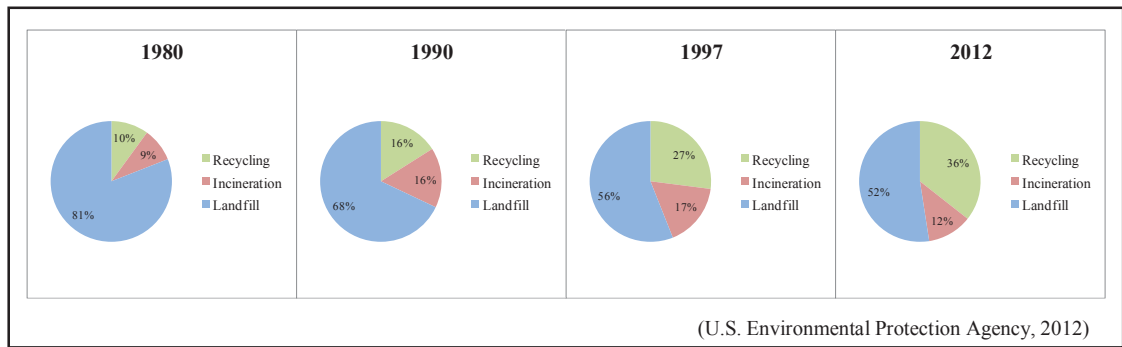 1980
10%
9%
81%
Recycling
Incineration
Landfill
1990
16%
16%
68%
Recycling
Incineration
Landfill
1997
27%
17%
56%
Recycling
Incineration
Landfill
2012
36%
12%
52%
Recycling
Incineration
Landfill
(U.S. Environmental Protection Agency, 2012)